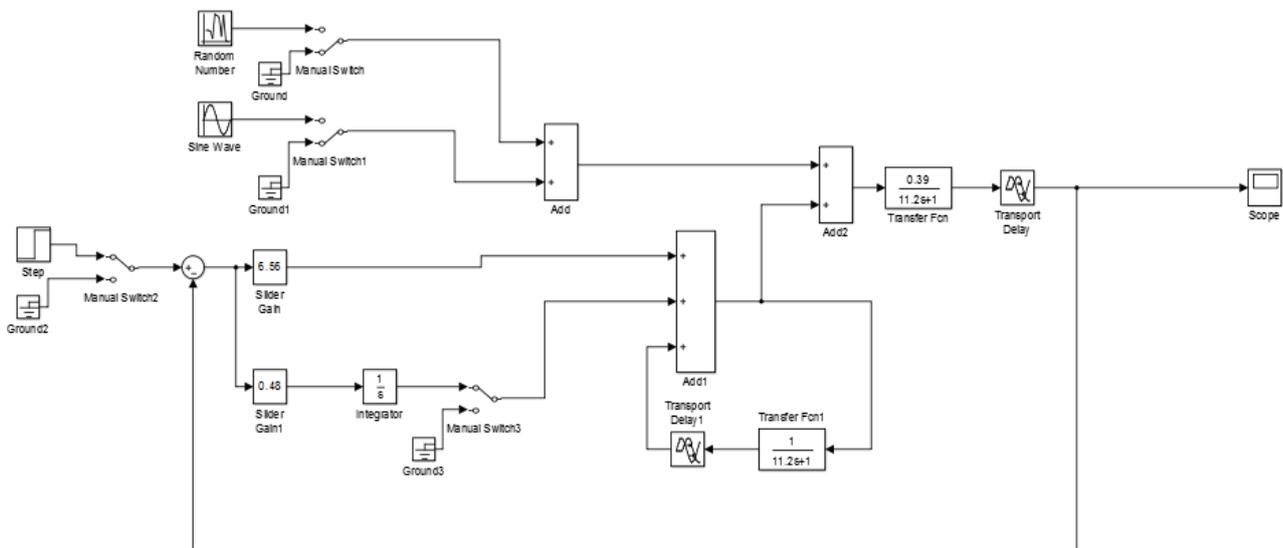 Random
Number
Ground
Manual Switch
Sine Wave
Ground1
Manual Switch1
+
+
Add
+
+
Add2
0.39
11.2s+1
Transfer Fcn
Transport
Delay
Scope
Step
Ground2
Manual Switch2
+
-
6.56
Slider
Gain
+
+
+
Add1
0.48
Slider
Gain1
1
s
Integrator
Ground3
Manual Switch3
Transport
Delay1
Transfer Fcn1
1
11.2s+1